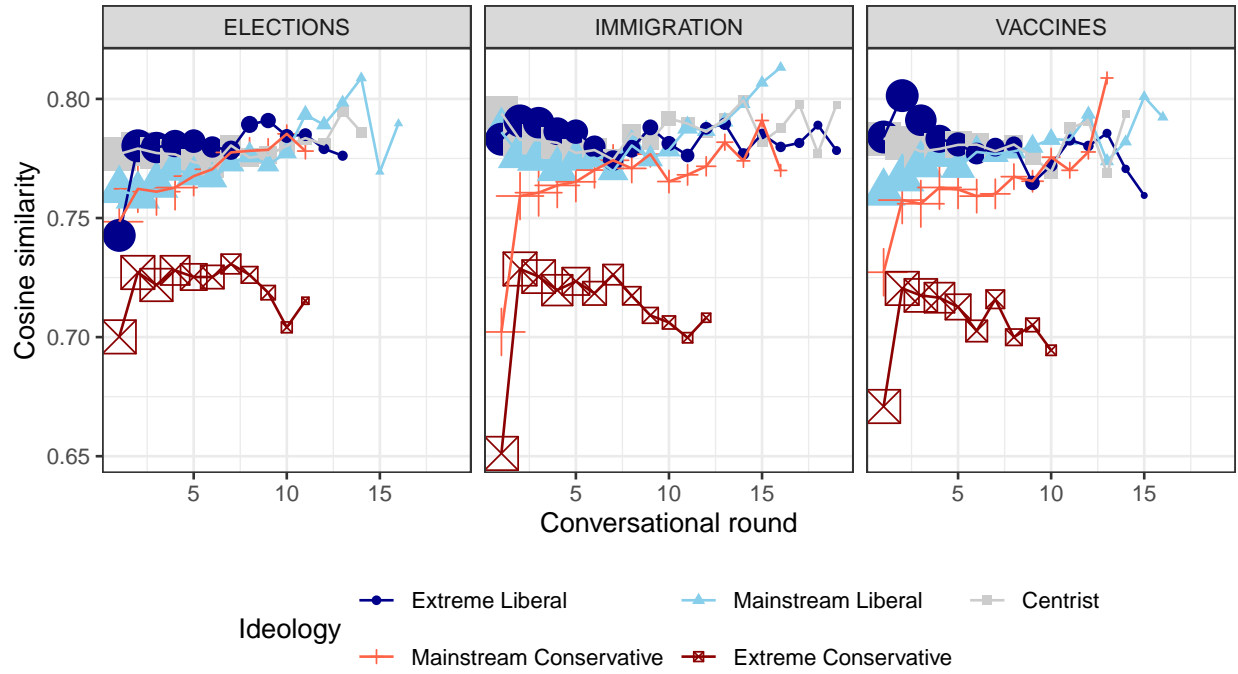 ELECTIONS IMMIGRATION VACCINES
0.80
0.75
0.70
0.65
Cosine similarity
5 10 15 5 10 15 5 10 15
Conversational round
Ideology
Extreme Liberal Mainstream Liberal Centrist
Mainstream Conservative Extreme Conservative